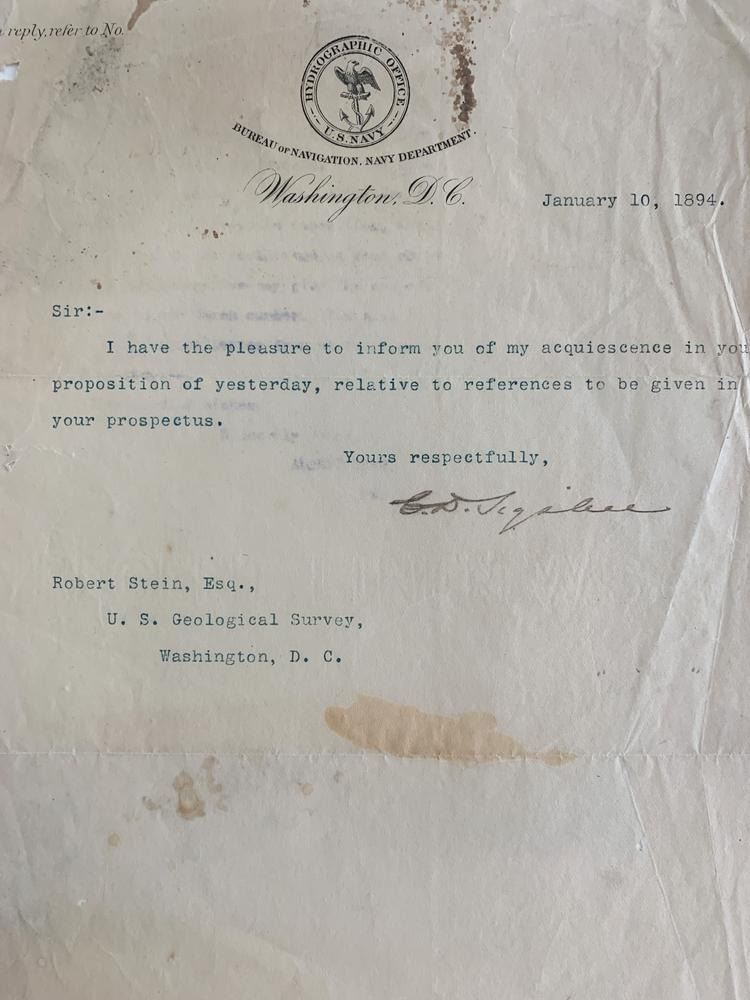 reply, refer to No.
HYDROGRAPHIC OFFICE
U.S. NAVY
BUREAU OF NAVIGATION, NAVY DEPARTMENT.
Washington, D.C.
January 10, 1894.
Sir:-
I have the pleasure to inform you of my acquiescence in you
proposition of yesterday, relative to references to be given in
your prospectus.
Yours respectfully,
C.D. Sigsbee
Robert Stein, Esq.,
U. S. Geological Survey,
Washington, D. C.